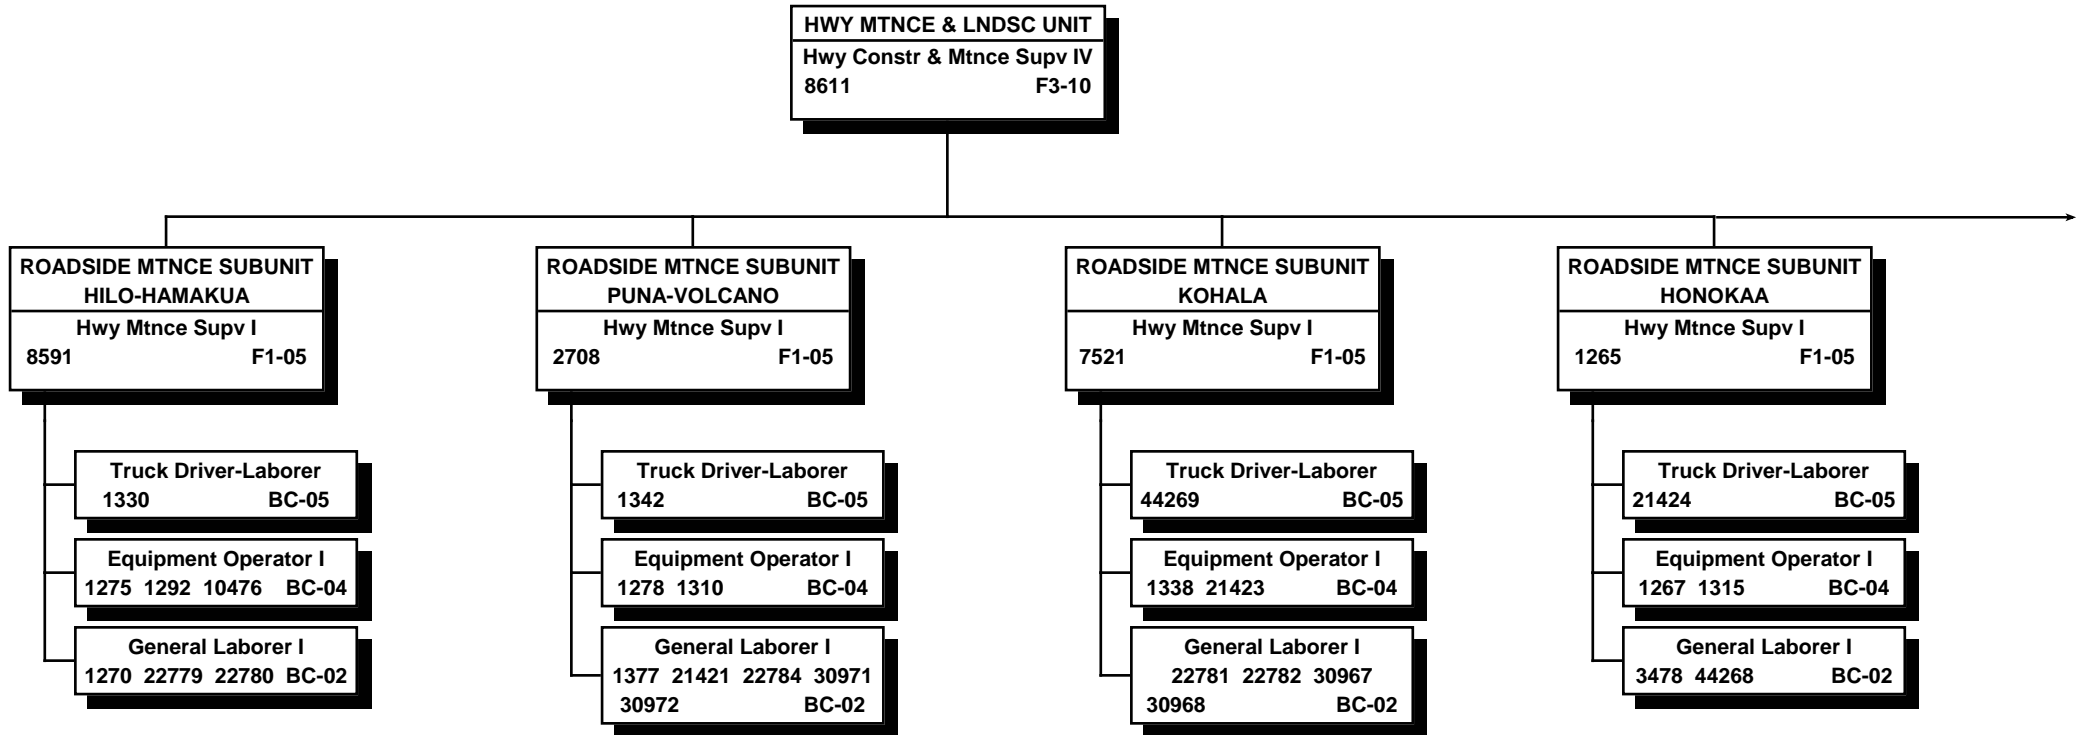 HWY MTNCE & LNDSC UNIT
Hwy Constr & Mtnce Supv IV
8611 F3-10
ROADSIDE MTNCE SUBUNIT
HILO-HAMAKUA
Hwy Mtnce Supv I
8591 F1-05
Truck Driver-Laborer
1330 BC-05
Equipment Operator I
1275 1292 10476 BC-04
General Laborer I
1270 22779 22780 BC-02
ROADSIDE MTNCE SUBUNIT
PUNA-VOLCANO
Hwy Mtnce Supv I
2708 F1-05
Truck Driver-Laborer
1342 BC-05
Equipment Operator I
1278 1310 BC-04
General Laborer I
1377 21421 22784 30971
30972 BC-02
ROADSIDE MTNCE SUBUNIT
KOHALA
Hwy Mtnce Supv I
7521 F1-05
Truck Driver-Laborer
44269 BC-05
Equipment Operator I
1338 21423 BC-04
General Laborer I
22781 22782 30967
30968 BC-02
ROADSIDE MTNCE SUBUNIT
HONOKAA
Hwy Mtnce Supv I
1265 F1-05
Truck Driver-Laborer
21424 BC-05
Equipment Operator I
1267 1315 BC-04
General Laborer I
3478 44268 BC-02